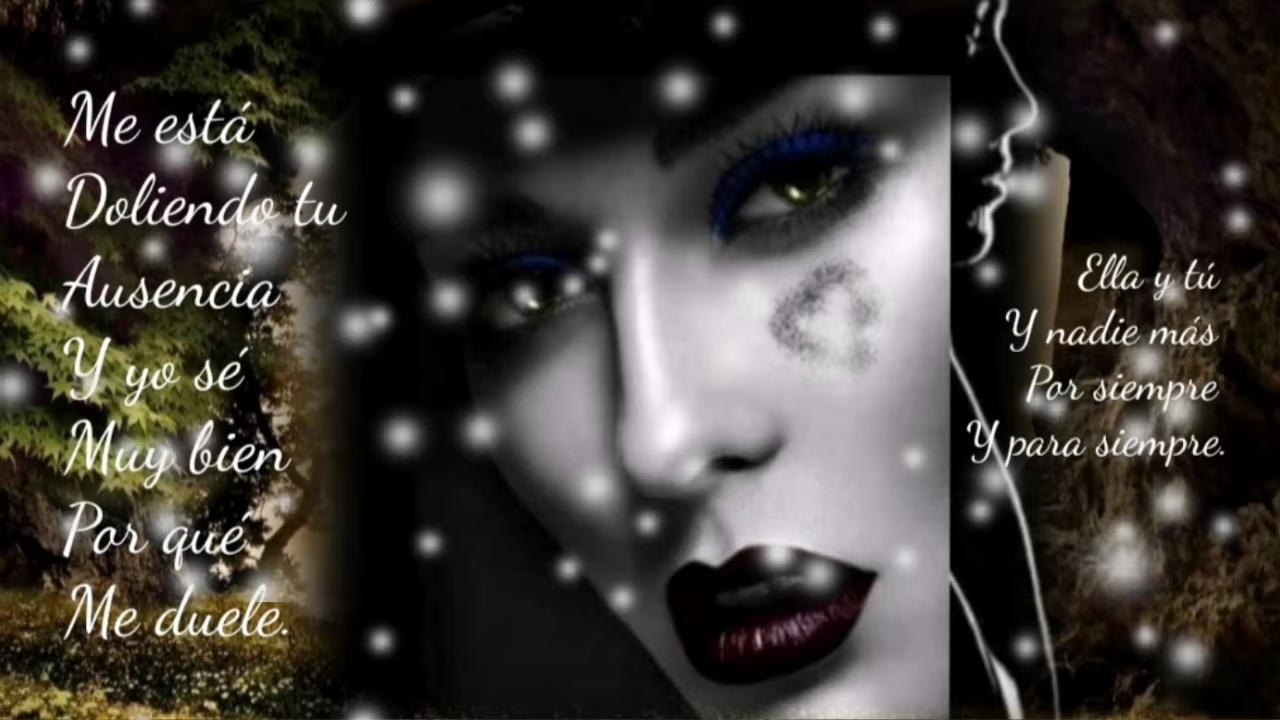 Me está
Doliendo tu
Ausencia
Y yo sé
Muy bien
Por qué
Me duele.
Ella y tú
Y nadie más
Por siempre
Y para siempre.